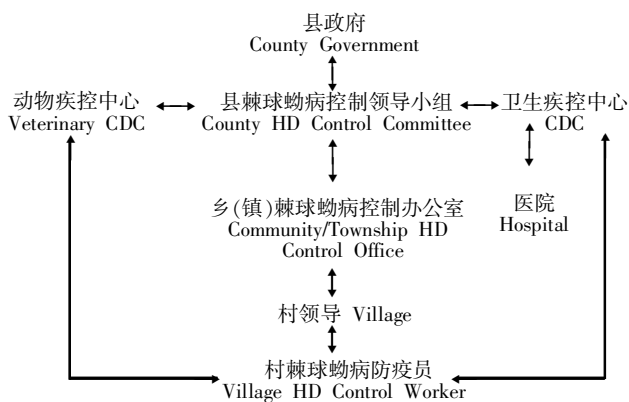 县政府
County Government
动物疾控中心
Veterinary CDC
县棘球蚴病控制领导小组
County HD Control Committee
卫生疾控中心
CDC
乡(镇)棘球蚴病控制办公室
Community/Township HD
Control Office
医院
Hospital
村领导 Village
村棘球蚴病防疫员
Village HD Control Worker